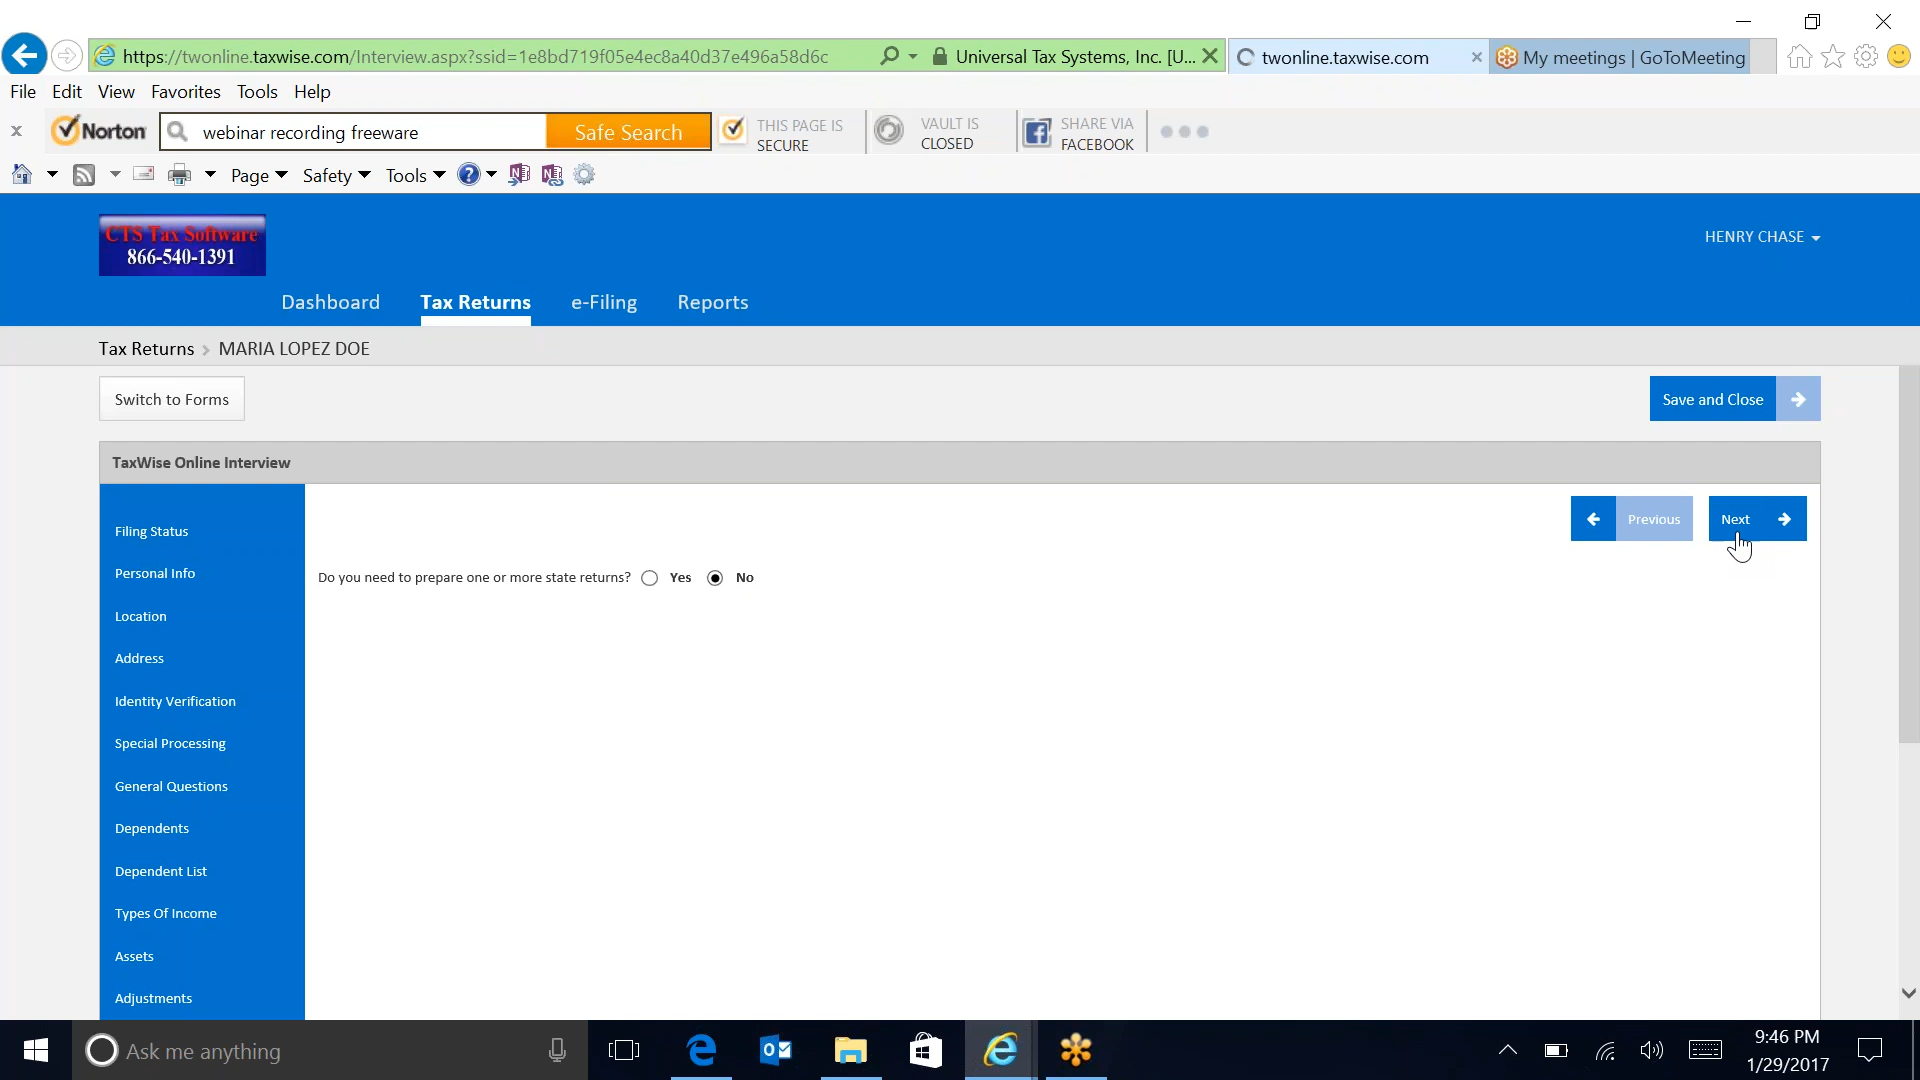 https://twonline.taxwise.com/Interview.aspx?ssid=1e8bd719f05e4ec8a40d37e496a58d6c
Universal Tax Systems, Inc. [U...
twonline.taxwise.com
My meetings | GoToMeeting
File Edit View Favorites Tools Help
x Norton webinar recording freeware Safe Search THIS PAGE IS SECURE VAULT IS CLOSED SHARE VIA FACEBOOK
Page Safety Tools
CTS Tax Software
866-540-1391
HENRY CHASE
Dashboard Tax Returns e-Filing Reports
Tax Returns > MARIA LOPEZ DOE
Switch to Forms
Save and Close
TaxWise Online Interview
Previous Next
Filing Status
Do you need to prepare one or more state returns? Yes No
Personal Info
Location
Address
Identity Verification
Special Processing
General Questions
Dependents
Dependent List
Types Of Income
Assets
Adjustments
Ask me anything
9:46 PM
1/29/2017